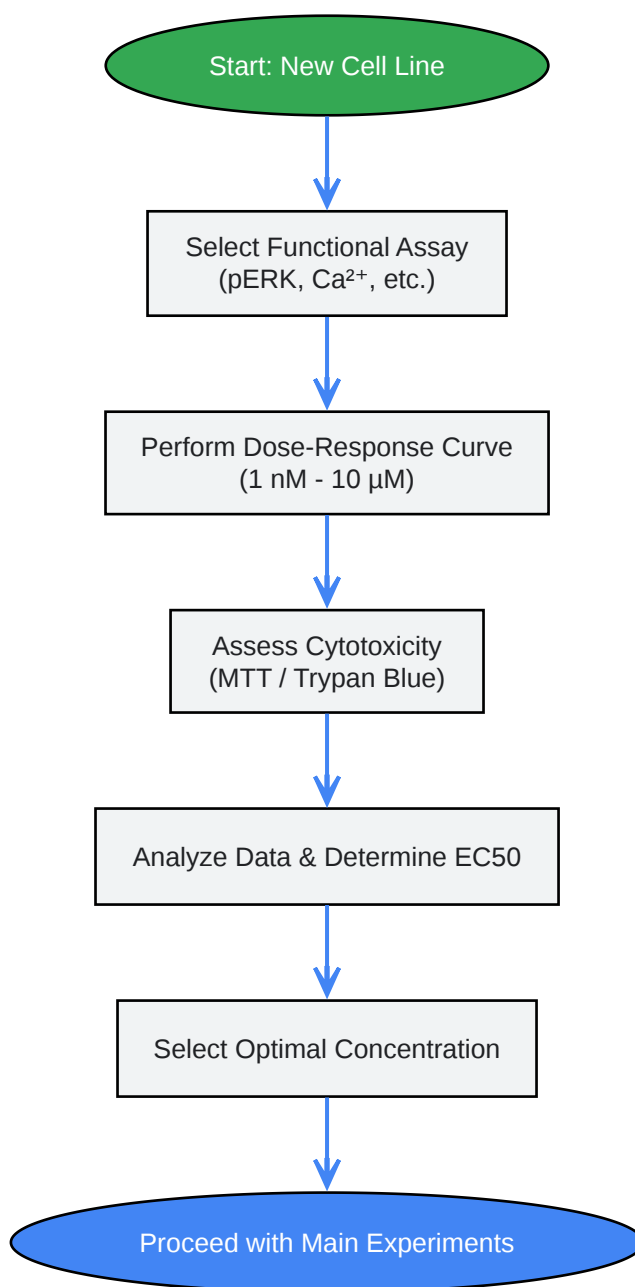 Start: New Cell Line
Select Functional Assay
(pERK, Ca²⁺, etc.)
Perform Dose-Response Curve
(1 nM - 10 µM)
Assess Cytotoxicity
(MTT / Trypan Blue)
Analyze Data & Determine EC50
Select Optimal Concentration
Proceed with Main Experiments